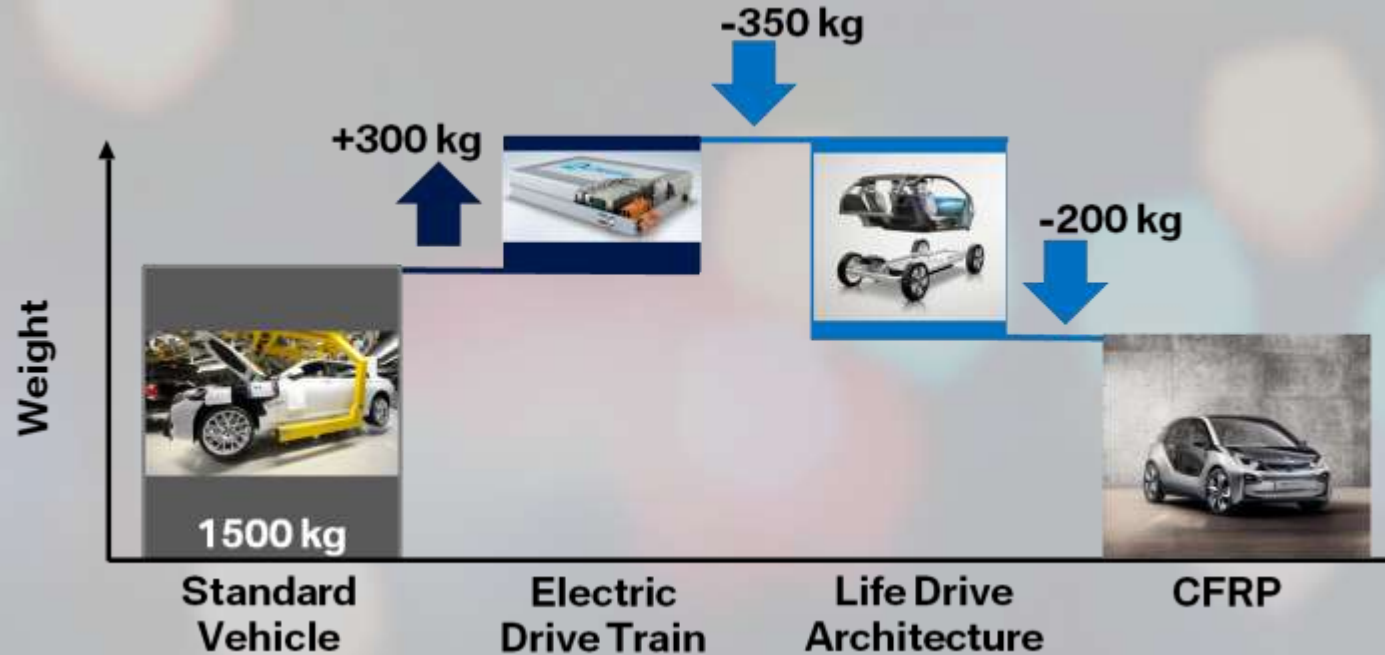 -350 kg
+300 kg
-200 kg
Weight
1500 kg
Standard
Vehicle
Electric
Drive Train
Life Drive
Architecture
CFRP